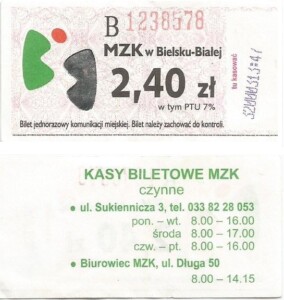 B 1238578
MZK w Bielsku-Białej
2,40 zł
w tym PTU 7%
tu kasować
Bilet jednorazowy komunikacji miejskiej. Bilet należy zachować do kontroli.
KASY BILETOWE MZK
czynne
• ul. Sukiennicza 3, tel. 033 82 28 053
pon. – wt. 8.00 - 16.00
środa 8.00 - 17.00
czw. – pt. 8.00 - 16.00
• Biurowiec MZK, ul. Długa 50
8.00 - 14.15